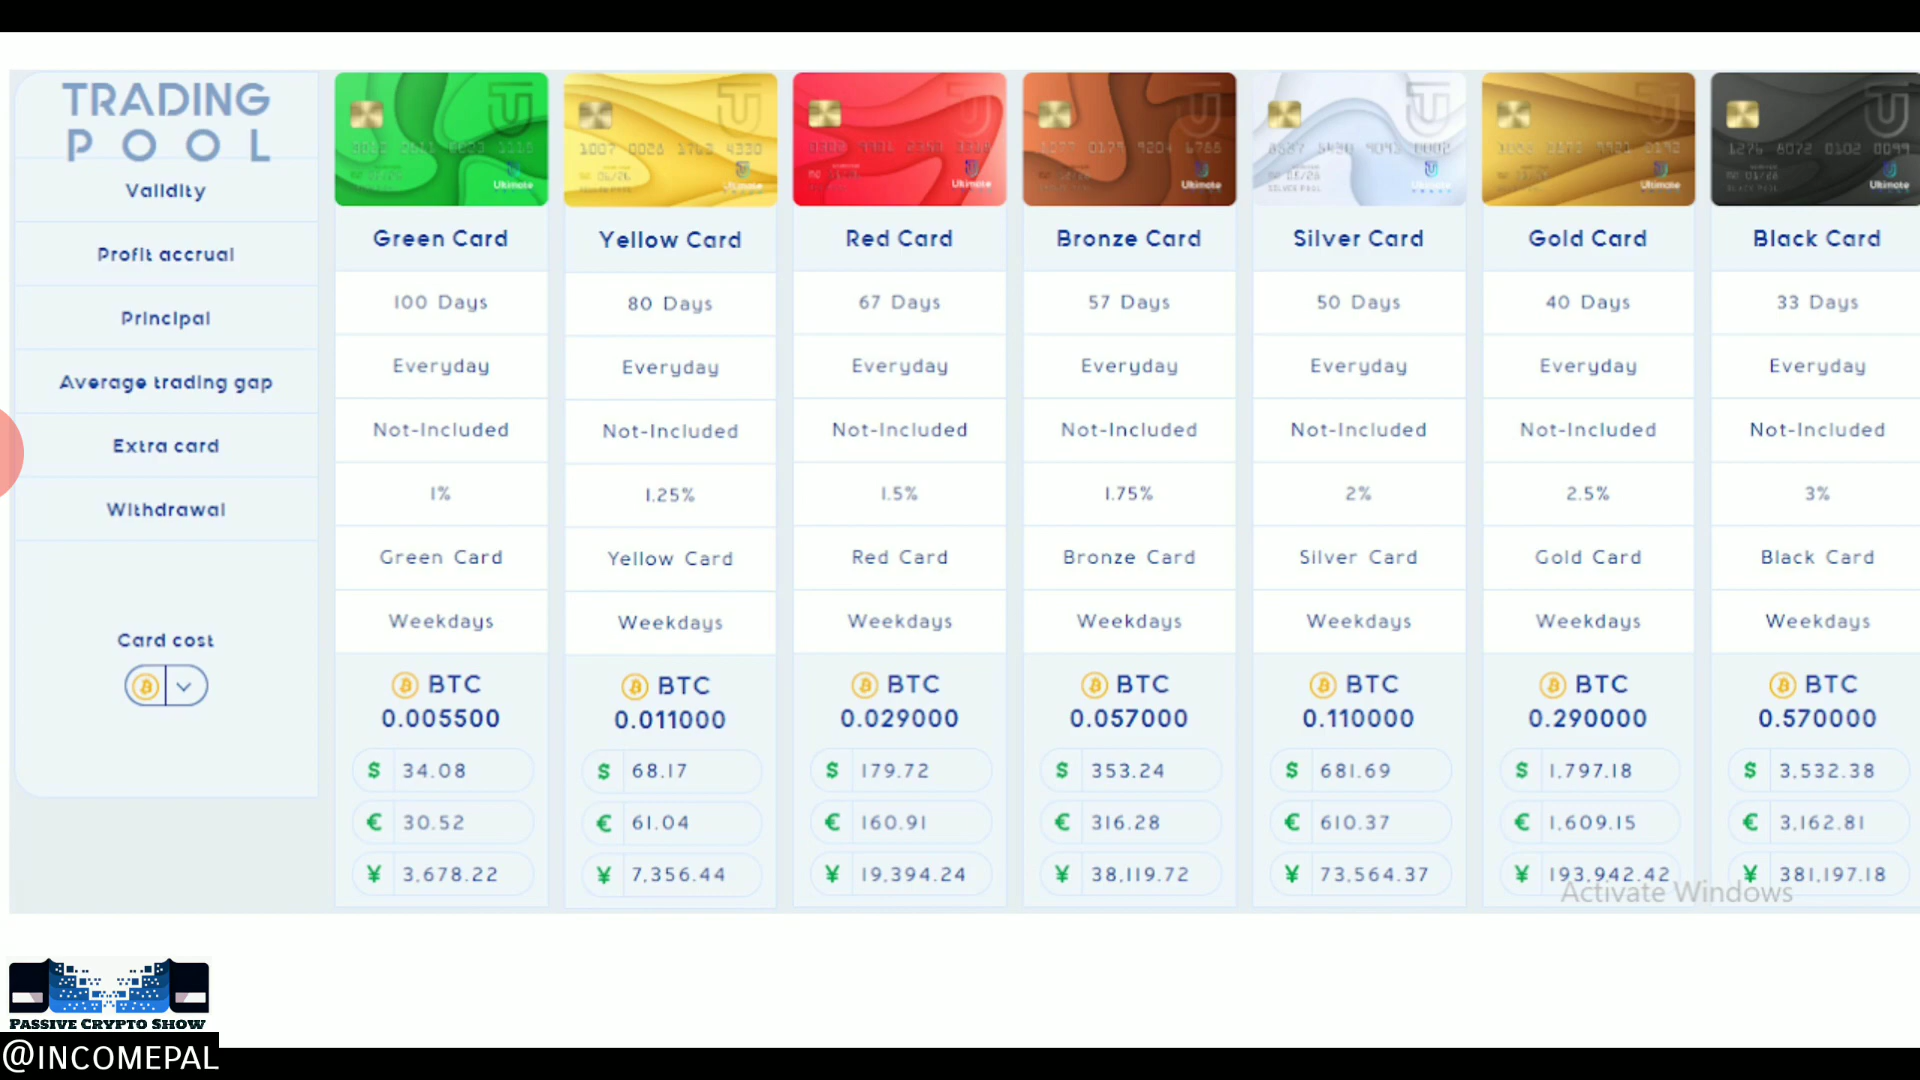 TRADING
POOL
Validity
Profit accrual
Principal
Average trading gap
Extra card
Withdrawal
Card cost
Ultimate
Green Card
100 Days
Everyday
Not-Included
1%
Green Card
Weekdays
BTC
0.005500
$ 34.08
€ 30.52
¥ 3,678.22
Ultimate
Yellow Card
80 Days
Everyday
Not-Included
1.25%
Yellow Card
Weekdays
BTC
0.011000
$ 68.17
€ 61.04
¥ 7,356.44
Ultimate
Red Card
67 Days
Everyday
Not-Included
1.5%
Red Card
Weekdays
BTC
0.029000
$ 179.72
€ 160.91
¥ 19,394.24
Ultimate
Bronze Card
57 Days
Everyday
Not-Included
1.75%
Bronze Card
Weekdays
BTC
0.057000
$ 353.24
€ 316.28
¥ 38,119.72
Ultimate
Silver Card
50 Days
Everyday
Not-Included
2%
Silver Card
Weekdays
BTC
0.110000
$ 681.69
€ 610.37
¥ 73,564.37
Ultimate
Gold Card
40 Days
Everyday
Not-Included
2.5%
Gold Card
Weekdays
BTC
0.290000
$ 1,797.18
€ 1,609.15
¥ 193,942.42
Ultimate
Black Card
33 Days
Everyday
Not-Included
3%
Black Card
Weekdays
BTC
0.570000
$ 3,532.38
€ 3,162.81
¥ 381,197.18
Activate Windows
PASSIVE CRYPTO SHOW
@INCOMEPAL